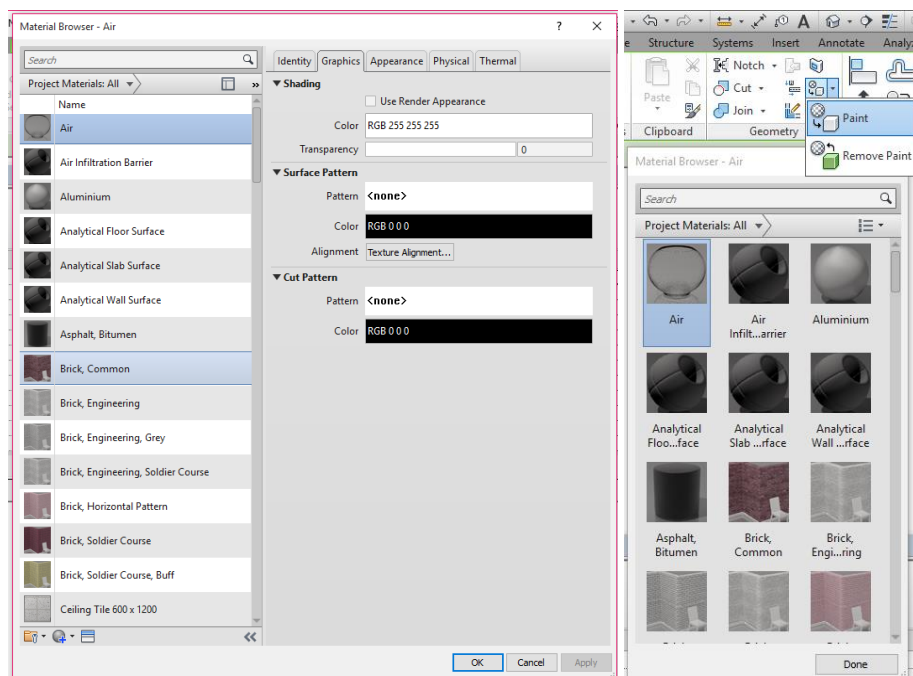 Material Browser - Air
? ×
Search
Project Materials: All
»
Name
Air
Air Infiltration Barrier
Aluminium
Analytical Floor Surface
Analytical Slab Surface
Analytical Wall Surface
Asphalt, Bitumen
Brick, Common
Brick, Engineering
Brick, Engineering, Grey
Brick, Engineering, Soldier Course
Brick, Horizontal Pattern
Brick, Soldier Course
Brick, Soldier Course, Buff
Ceiling Tile 600 x 1200
Identity Graphics Appearance Physical Thermal
Shading
Use Render Appearance
Color RGB 255 255 255
Transparency 0
Surface Pattern
Pattern <none>
Color RGB 0 0 0
Alignment Texture Alignment...
Cut Pattern
Pattern <none>
Color RGB 0 0 0
OK Cancel Apply
A
e Structure Systems Insert Annotate Analyz
Paste
Notch
Cut
Join
Clipboard
Geometry
Paint
Remove Paint
Material Browser - Air
Search
Project Materials: All
Air
Air
Infilt...arrier
Aluminium
Analytical
Floo...face
Analytical
Slab ...rface
Analytical
Wall ...rface
Asphalt,
Bitumen
Brick,
Common
Brick,
Engi...ring
Done